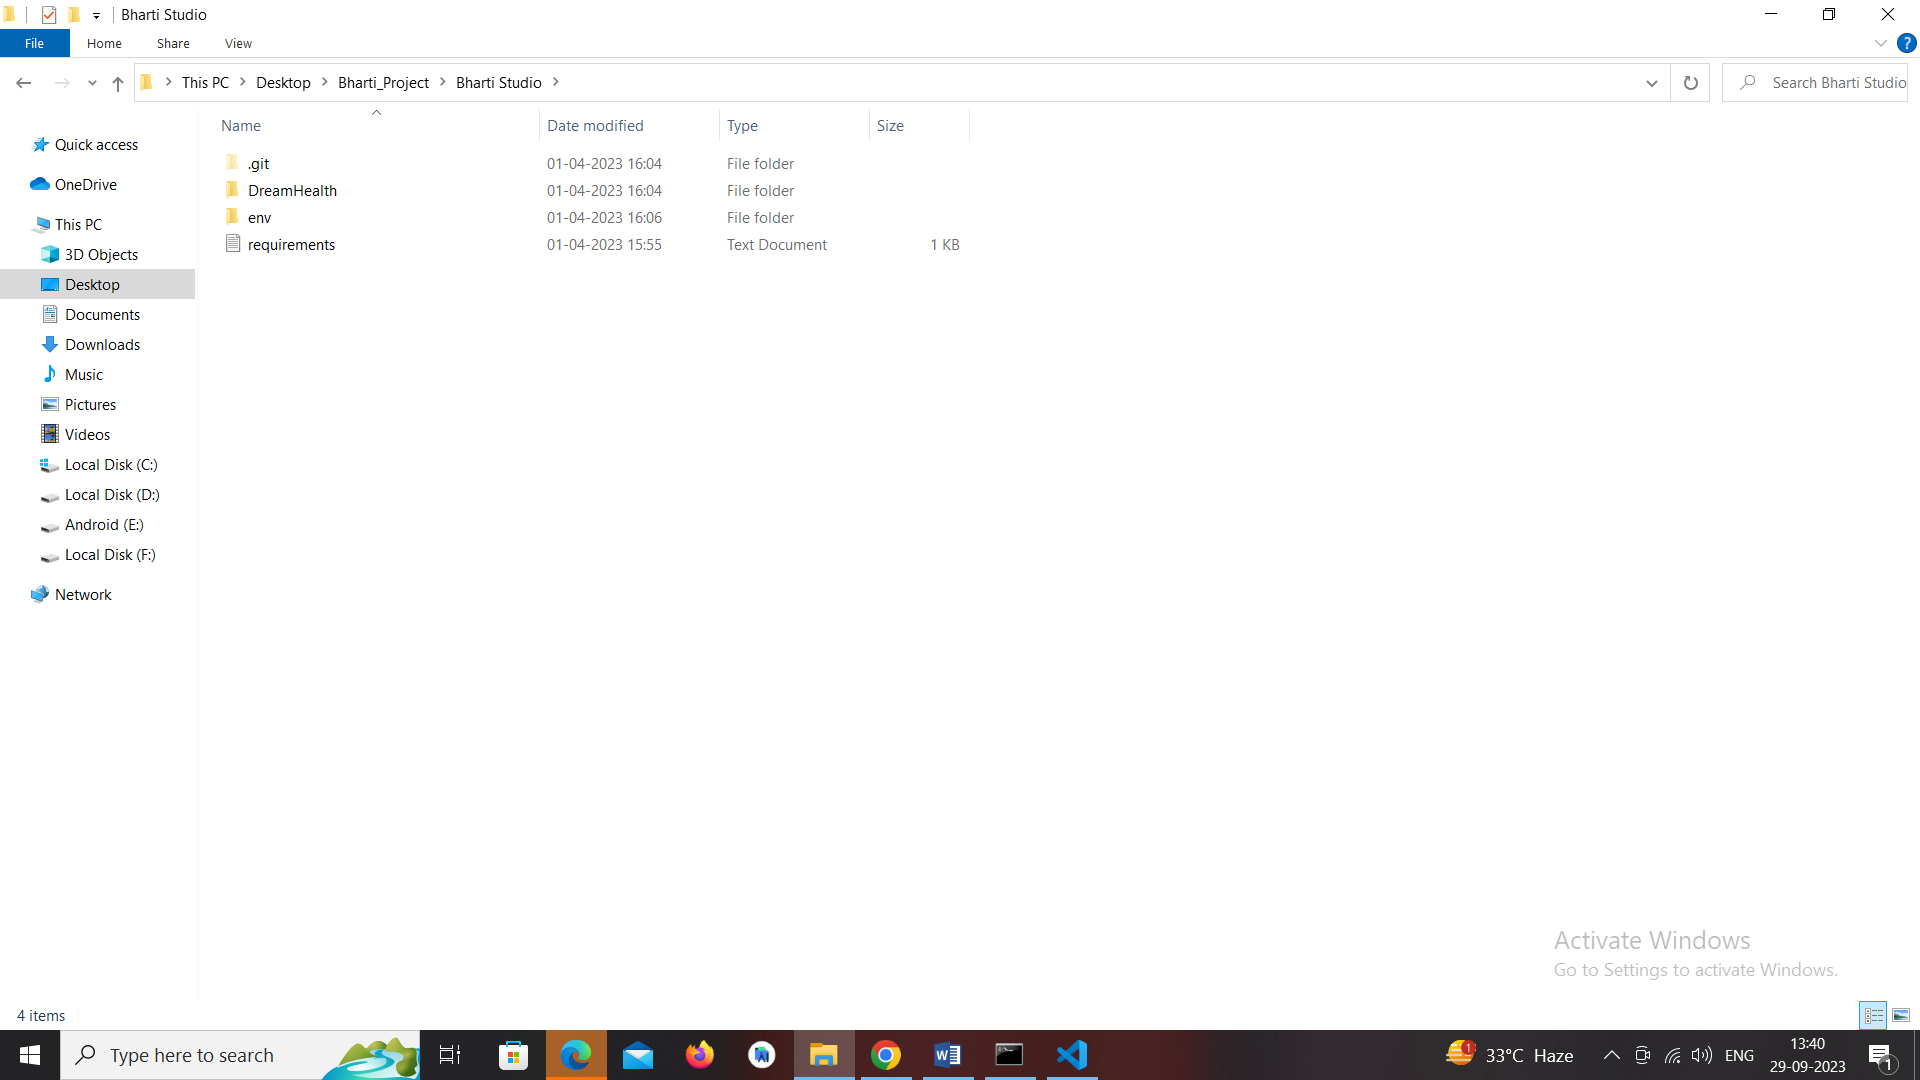 Bharti Studio
File Home Share View
This PC > Desktop > Bharti_Project > Bharti Studio >
Search Bharti Studio
Name Date modified Type Size
.git 01-04-2023 16:04 File folder
DreamHealth 01-04-2023 16:04 File folder
env 01-04-2023 16:06 File folder
requirements 01-04-2023 15:55 Text Document 1 KB
Quick access
OneDrive
This PC
3D Objects
Desktop
Documents
Downloads
Music
Pictures
Videos
Local Disk (C:)
Local Disk (D:)
Android (E:)
Local Disk (F:)
Network
Activate Windows
Go to Settings to activate Windows.
4 items
Type here to search
1
33°C Haze
ENG
13:40
29-09-2023
1